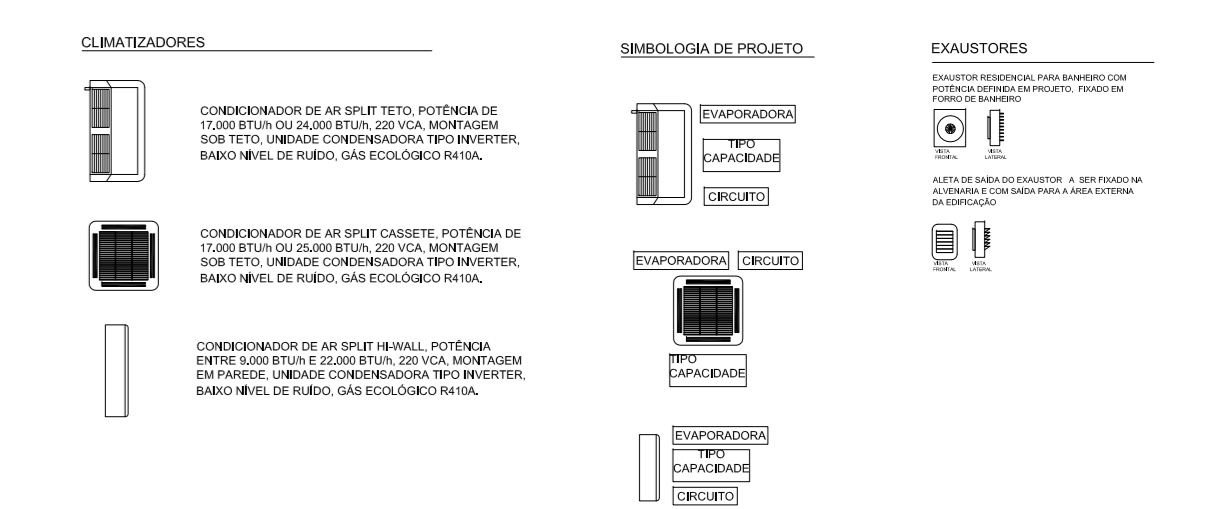 CLIMATIZADORES
CONDICIONADOR DE AR SPLIT TETO, POTÊNCIA DE
17.000 BTU/h OU 24.000 BTU/h, 220 VCA, MONTAGEM
SOB TETO, UNIDADE CONDENSADORA TIPO INVERTER,
BAIXO NÍVEL DE RUÍDO, GÁS ECOLÓGICO R410A.
CONDICIONADOR DE AR SPLIT CASSETE, POTÊNCIA DE
17.000 BTU/h OU 25.000 BTU/h, 220 VCA, MONTAGEM
SOB TETO, UNIDADE CONDENSADORA TIPO INVERTER,
BAIXO NÍVEL DE RUÍDO, GÁS ECOLÓGICO R410A.
CONDICIONADOR DE AR SPLIT HI-WALL, POTÊNCIA
ENTRE 9.000 BTU/h E 22.000 BTU/h, 220 VCA, MONTAGEM
EM PAREDE, UNIDADE CONDENSADORA TIPO INVERTER,
BAIXO NÍVEL DE RUÍDO, GÁS ECOLÓGICO R410A.
SIMBOLOGIA DE PROJETO
EVAPORADORA
TIPO
CAPACIDADE
CIRCUITO
EVAPORADORA CIRCUITO
TIPO
CAPACIDADE
EVAPORADORA
TIPO
CAPACIDADE
CIRCUITO
EXAUSTORES
EXAUSTOR RESIDENCIAL PARA BANHEIRO COM
POTÊNCIA DEFINIDA EM PROJETO, FIXADO EM
FORRO DE BANHEIRO
VISTA
FRONTAL
VISTA
LATERAL
ALETA DE SAÍDA DO EXAUSTOR A SER FIXADO NA
ALVENARIA E COM SAÍDA PARA A ÁREA EXTERNA
DA EDIFICAÇÃO
VISTA
FRONTAL
VISTA
LATERAL